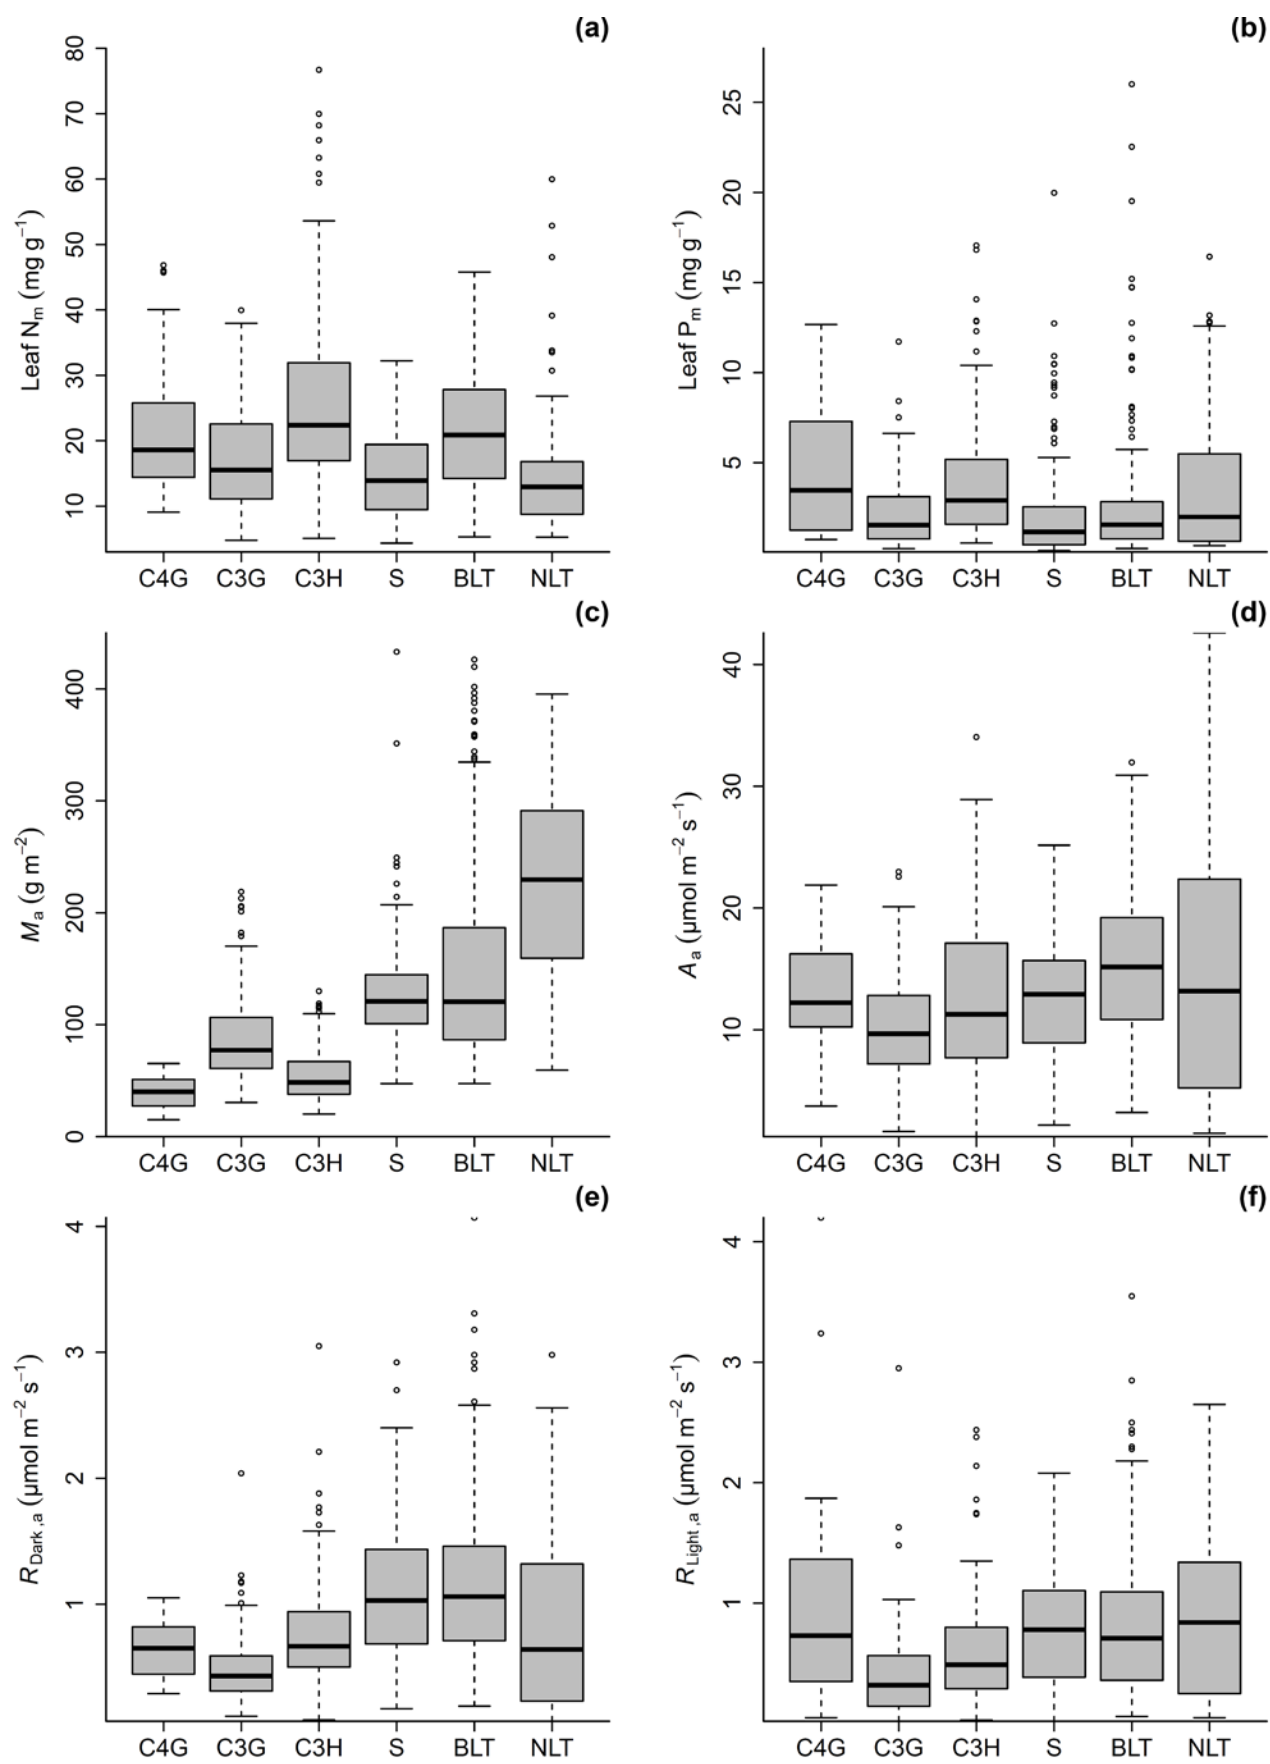 (a)
80
70
60
50
40
30
20
10
Leaf Nₘ (mg g⁻¹)
C4G C3G C3H S BLT NLT
(b)
25
20
15
10
5
Leaf Pₘ (mg g⁻¹)
C4G C3G C3H S BLT NLT
(c)
400
300
200
100
0
Mₐ (g m⁻²)
C4G C3G C3H S BLT NLT
(d)
40
30
20
10
Aₐ (µmol m⁻² s⁻¹)
C4G C3G C3H S BLT NLT
(e)
4
3
2
1
R Dark,a (µmol m⁻² s⁻¹)
C4G C3G C3H S BLT NLT
(f)
4
3
2
1
R Light,a (µmol m⁻² s⁻¹)
C4G C3G C3H S BLT NLT